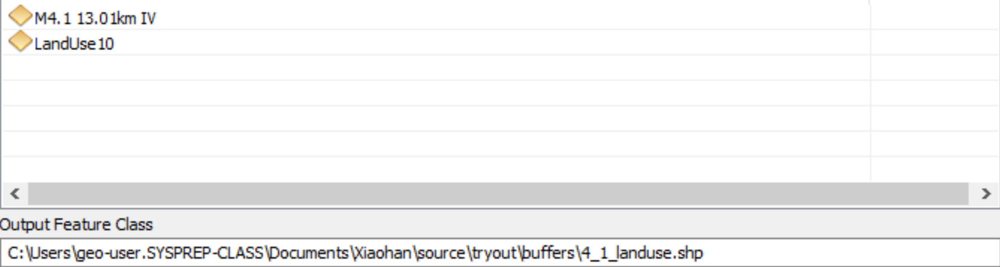 M4.1 13.01km IV
LandUse10
Output Feature Class
C:\Users\geo-user.SYSPREP-CLASS\Documents\Xiaohan\source\tryout\buffers\4_1_landuse.shp